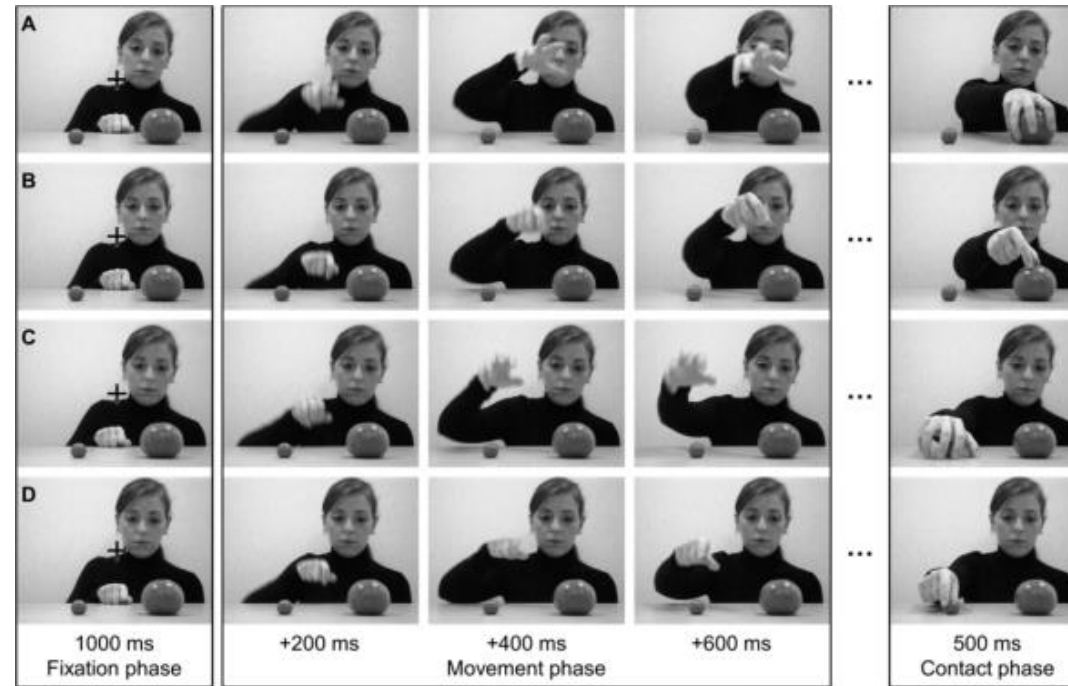 A
...
B
...
C
...
D
...
1000 ms +200 ms +400 ms +600 ms 500 ms
Fixation phase Movement phase Contact phase